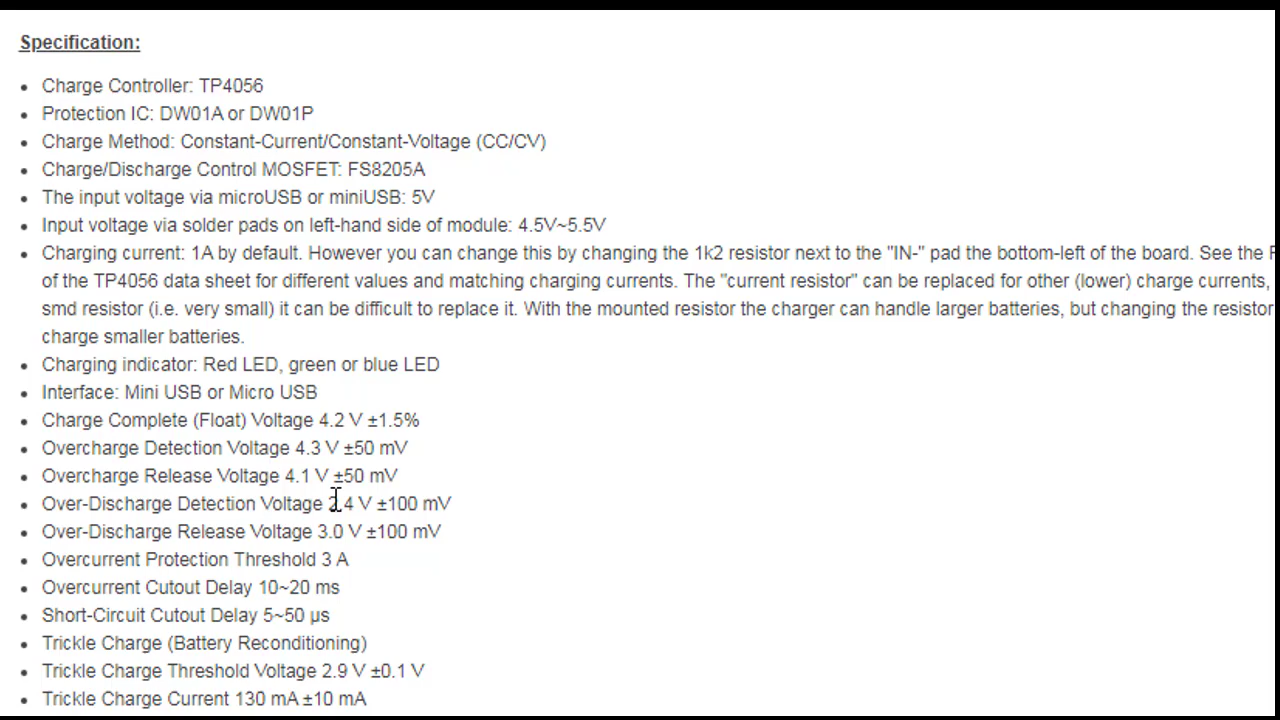 Specification:
Charge Controller: TP4056
Protection IC: DW01A or DW01P
Charge Method: Constant-Current/Constant-Voltage (CC/CV)
Charge/Discharge Control MOSFET: FS8205A
The input voltage via microUSB or miniUSB: 5V
Input voltage via solder pads on left-hand side of module: 4.5V~5.5V
Charging current: 1A by default. However you can change this by changing the 1k2 resistor next to the "IN-" pad the bottom-left of the board. See the
of the TP4056 data sheet for different values and matching charging currents. The "current resistor" can be replaced for other (lower) charge currents,
smd resistor (i.e. very small) it can be difficult to replace it. With the mounted resistor the charger can handle larger batteries, but changing the resistor
charge smaller batteries.
Charging indicator: Red LED, green or blue LED
Interface: Mini USB or Micro USB
Charge Complete (Float) Voltage 4.2 V ±1.5%
Overcharge Detection Voltage 4.3 V ±50 mV
Overcharge Release Voltage 4.1 V ±50 mV
Over-Discharge Detection Voltage 2.4 V ±100 mV
Over-Discharge Release Voltage 3.0 V ±100 mV
Overcurrent Protection Threshold 3 A
Overcurrent Cutout Delay 10~20 ms
Short-Circuit Cutout Delay 5~50 µs
Trickle Charge (Battery Reconditioning)
Trickle Charge Threshold Voltage 2.9 V ±0.1 V
Trickle Charge Current 130 mA ±10 mA